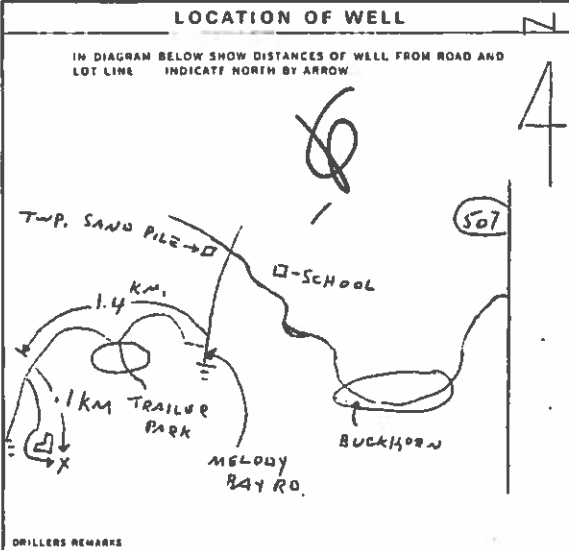 LOCATION OF WELL
IN DIAGRAM BELOW SHOW DISTANCES OF WELL FROM ROAD AND
LOT LINE INDICATE NORTH BY ARROW
N
507
TWP. SAND PILE
SCHOOL
1.4 KM.
.1 KM
TRAILER
PARK
BUCKHORN
MELODY
BAY RD.
X
DRILLERS REMARKS